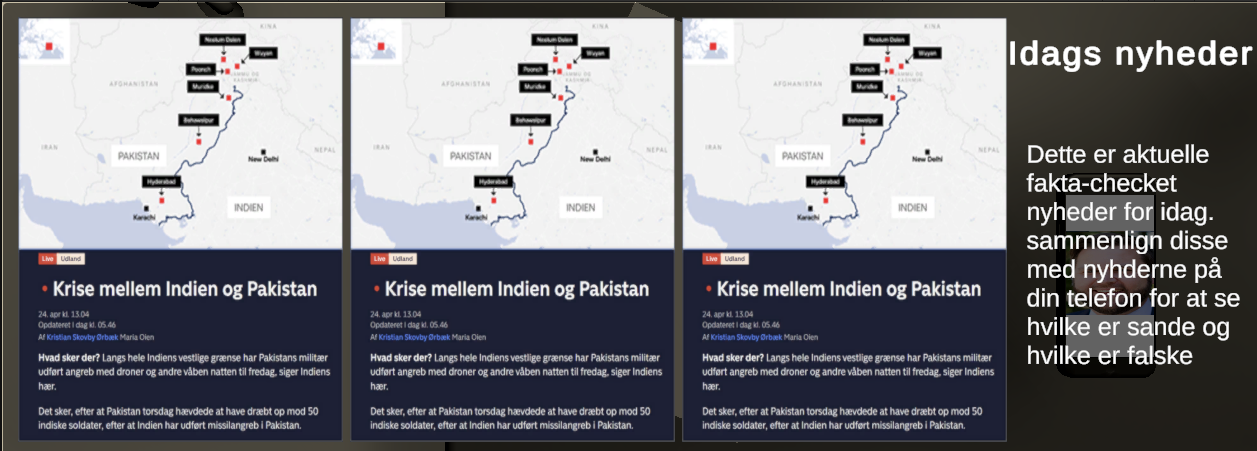 KINA
Neelum Dalen
Wuyan
Poonch
JAMMU OG
KASHMIR
AFGHANISTAN
Muridke
Bahawalpur
IRAN
PAKISTAN
NEPAL
New Delhi
Hyderabad
Karachi
INDIEN
Live Udland
• Krise mellem Indien og Pakistan
24. apr kl. 13.04
Opdateret i dag kl. 05.46
Af Kristian Skovby Ørbæk Maria Olen
Hvad sker der? Langs hele Indiens vestlige grænse har Pakistans militær
udført angreb med droner og andre våben natten til fredag, siger Indiens
hær.
Det sker, efter at Pakistan torsdag hævdede at have dræbt op mod 50
indiske soldater, efter at Indien har udført missilangreb i Pakistan.
KINA
Neelum Dalen
Wuyan
Poonch
JAMMU OG
KASHMIR
AFGHANISTAN
Muridke
Bahawalpur
IRAN
PAKISTAN
NEPAL
New Delhi
Hyderabad
Karachi
INDIEN
Live Udland
• Krise mellem Indien og Pakistan
24. apr kl. 13.04
Opdateret i dag kl. 05.46
Af Kristian Skovby Ørbæk Maria Olen
Hvad sker der? Langs hele Indiens vestlige grænse har Pakistans militær
udført angreb med droner og andre våben natten til fredag, siger Indiens
hær.
Det sker, efter at Pakistan torsdag hævdede at have dræbt op mod 50
indiske soldater, efter at Indien har udført missilangreb i Pakistan.
KINA
Neelum Dalen
Wuyan
Poonch
JAMMU OG
KASHMIR
AFGHANISTAN
Muridke
Bahawalpur
IRAN
PAKISTAN
NEPAL
New Delhi
Hyderabad
Karachi
INDIEN
Live Udland
• Krise mellem Indien og Pakistan
24. apr kl. 13.04
Opdateret i dag kl. 05.46
Af Kristian Skovby Ørbæk Maria Olen
Hvad sker der? Langs hele Indiens vestlige grænse har Pakistans militær
udført angreb med droner og andre våben natten til fredag, siger Indiens
hær.
Det sker, efter at Pakistan torsdag hævdede at have dræbt op mod 50
indiske soldater, efter at Indien har udført missilangreb i Pakistan.
Idags nyheder
Dette er aktuelle
fakta-checket
nyheder for idag.
sammenlign disse
med nyhderne på
din telefon for at se
hvilke er sande og
hvilke er falske